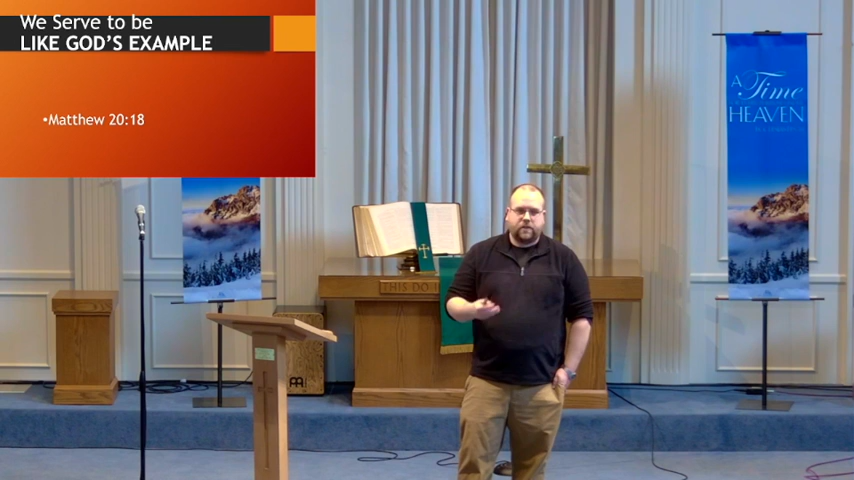 We Serve to be
LIKE GOD'S EXAMPLE
•Matthew 20:18
THIS DO I
A Time
HEAVEN